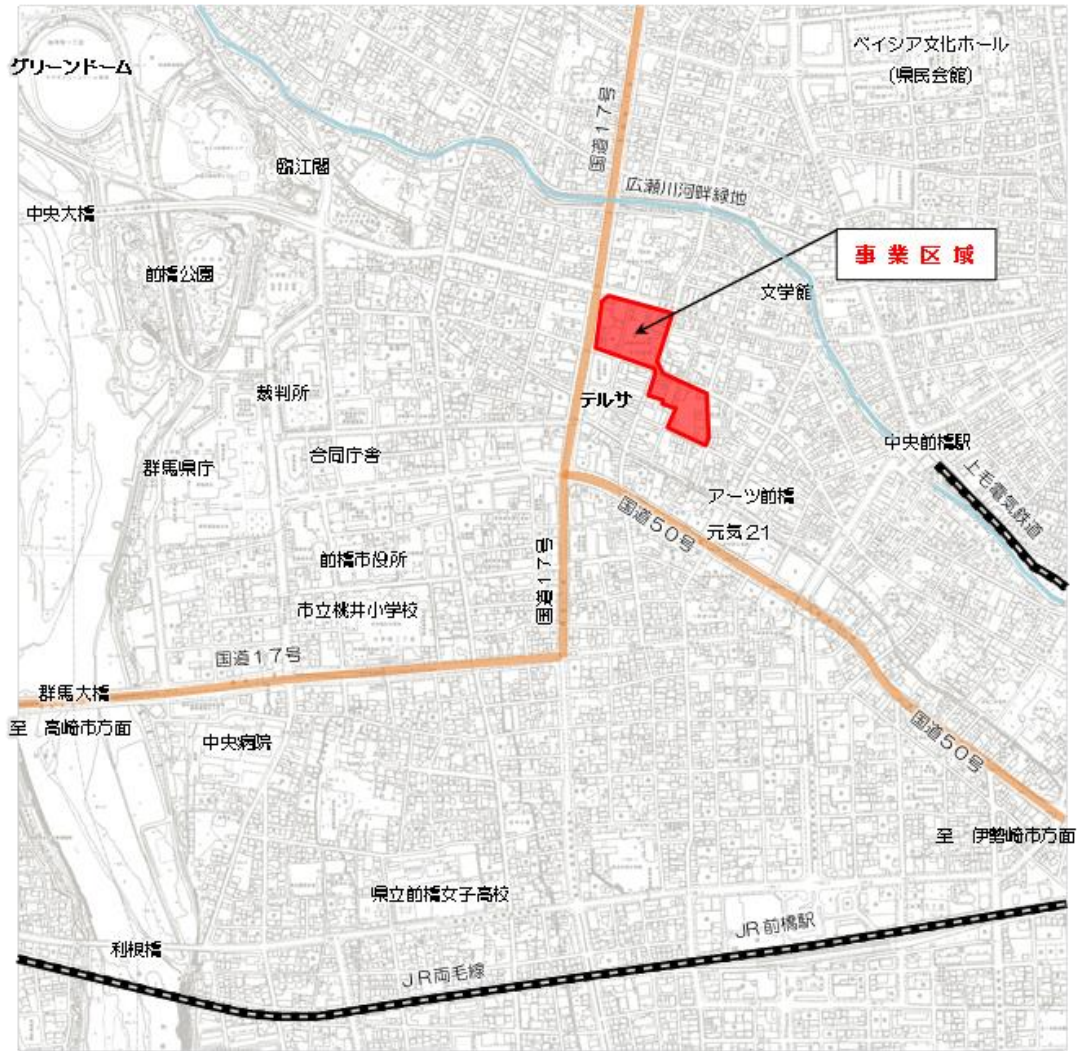 ベイシア文化ホール
(県民会館)
グリーンドーム
国道17号
臨江閣
広瀬川河畔緑地
中央大橋
事業区域
前橋公園
文学館
裁判所
テルサ
中央前橋駅
合同庁舎
群馬県庁
上毛電気鉄道
アーツ前橋
国道50号
元気21
前橋市役所
国道17号
市立桃井小学校
国道17号
群馬大橋
至 高崎市方面
中央病院
国道50号
至 伊勢崎市方面
県立前橋女子高校
JR前橋駅
利根橋
JR両毛線